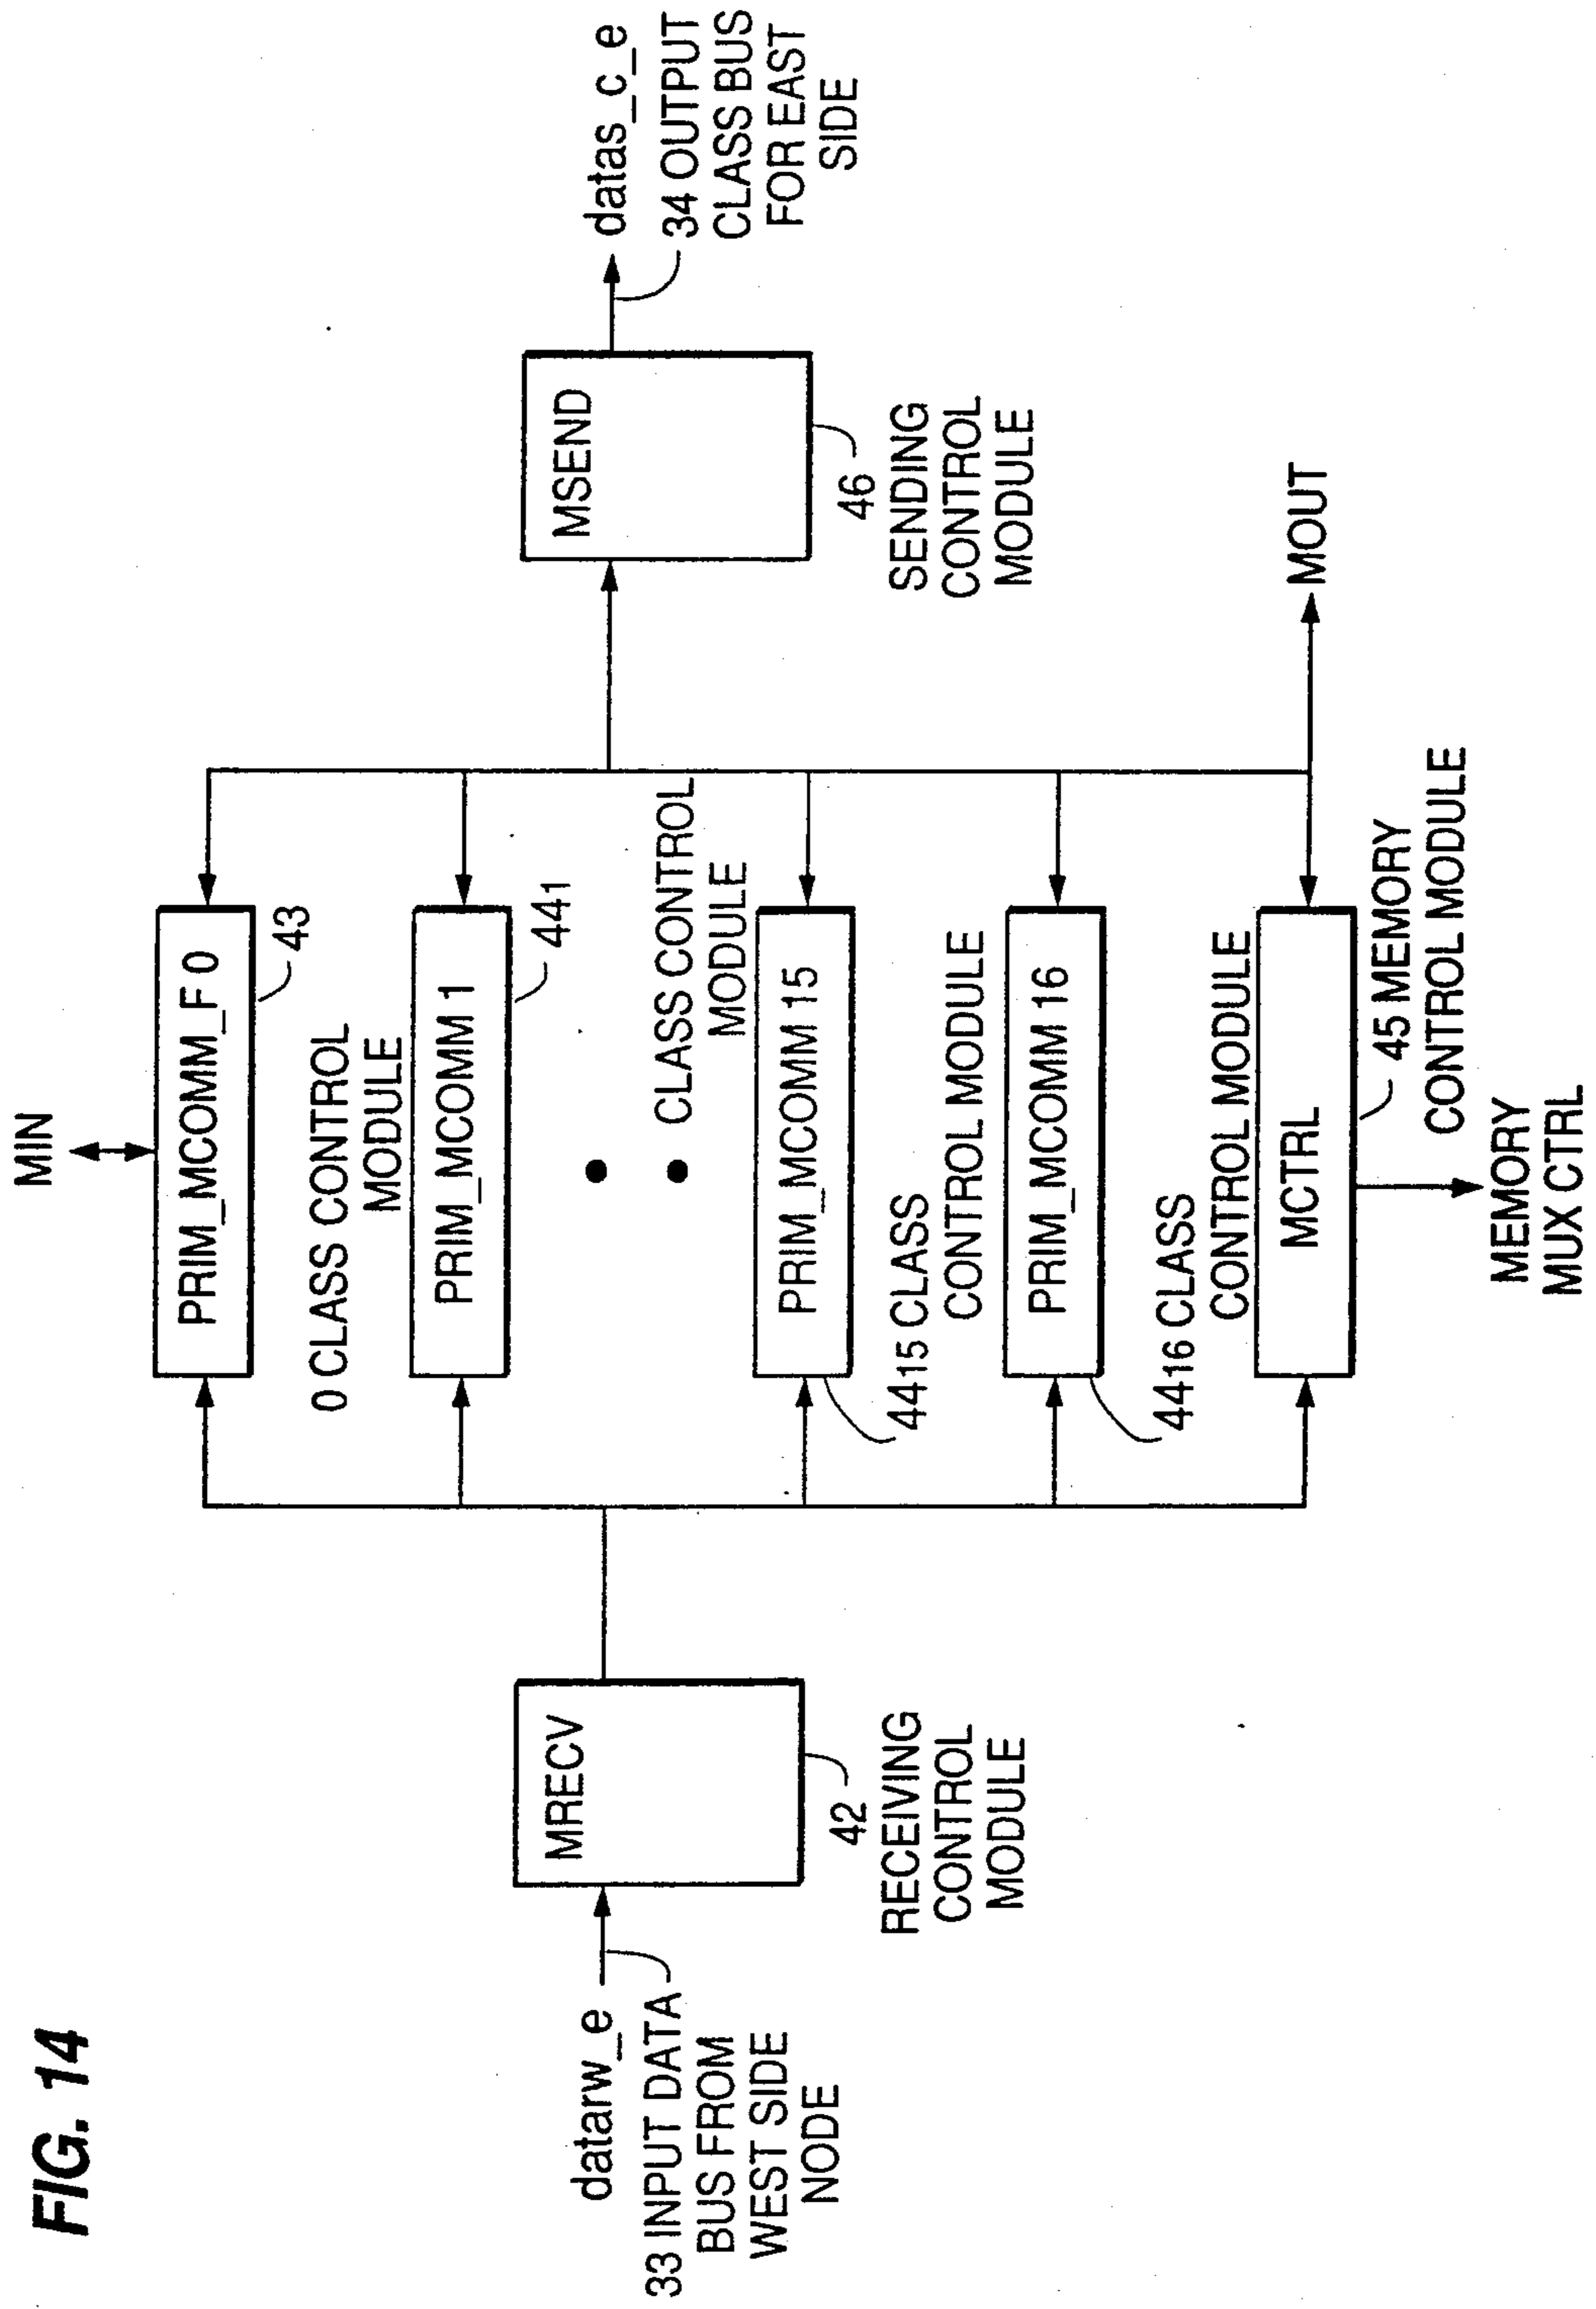 FIG. 14
MIN
PRIM_MCOMM_F 0
43
0 CLASS CONTROL
MODULE
PRIM_MCOMM 1
441
CLASS CONTROL
MODULE
PRIM_MCOMM 15
4415 CLASS
CONTROL MODULE
PRIM_MCOMM 16
4416 CLASS
CONTROL MODULE
MCTRL
45 MEMORY
CONTROL MODULE
MEMORY
MUX CTRL
datarw_e
33 INPUT DATA
BUS FROM
WEST SIDE
NODE
MRECV
42
RECEIVING
CONTROL
MODULE
MSEND
46
SENDING
CONTROL
MODULE
datas_c_e
34 OUTPUT
CLASS BUS
FOR EAST
SIDE
MOUT